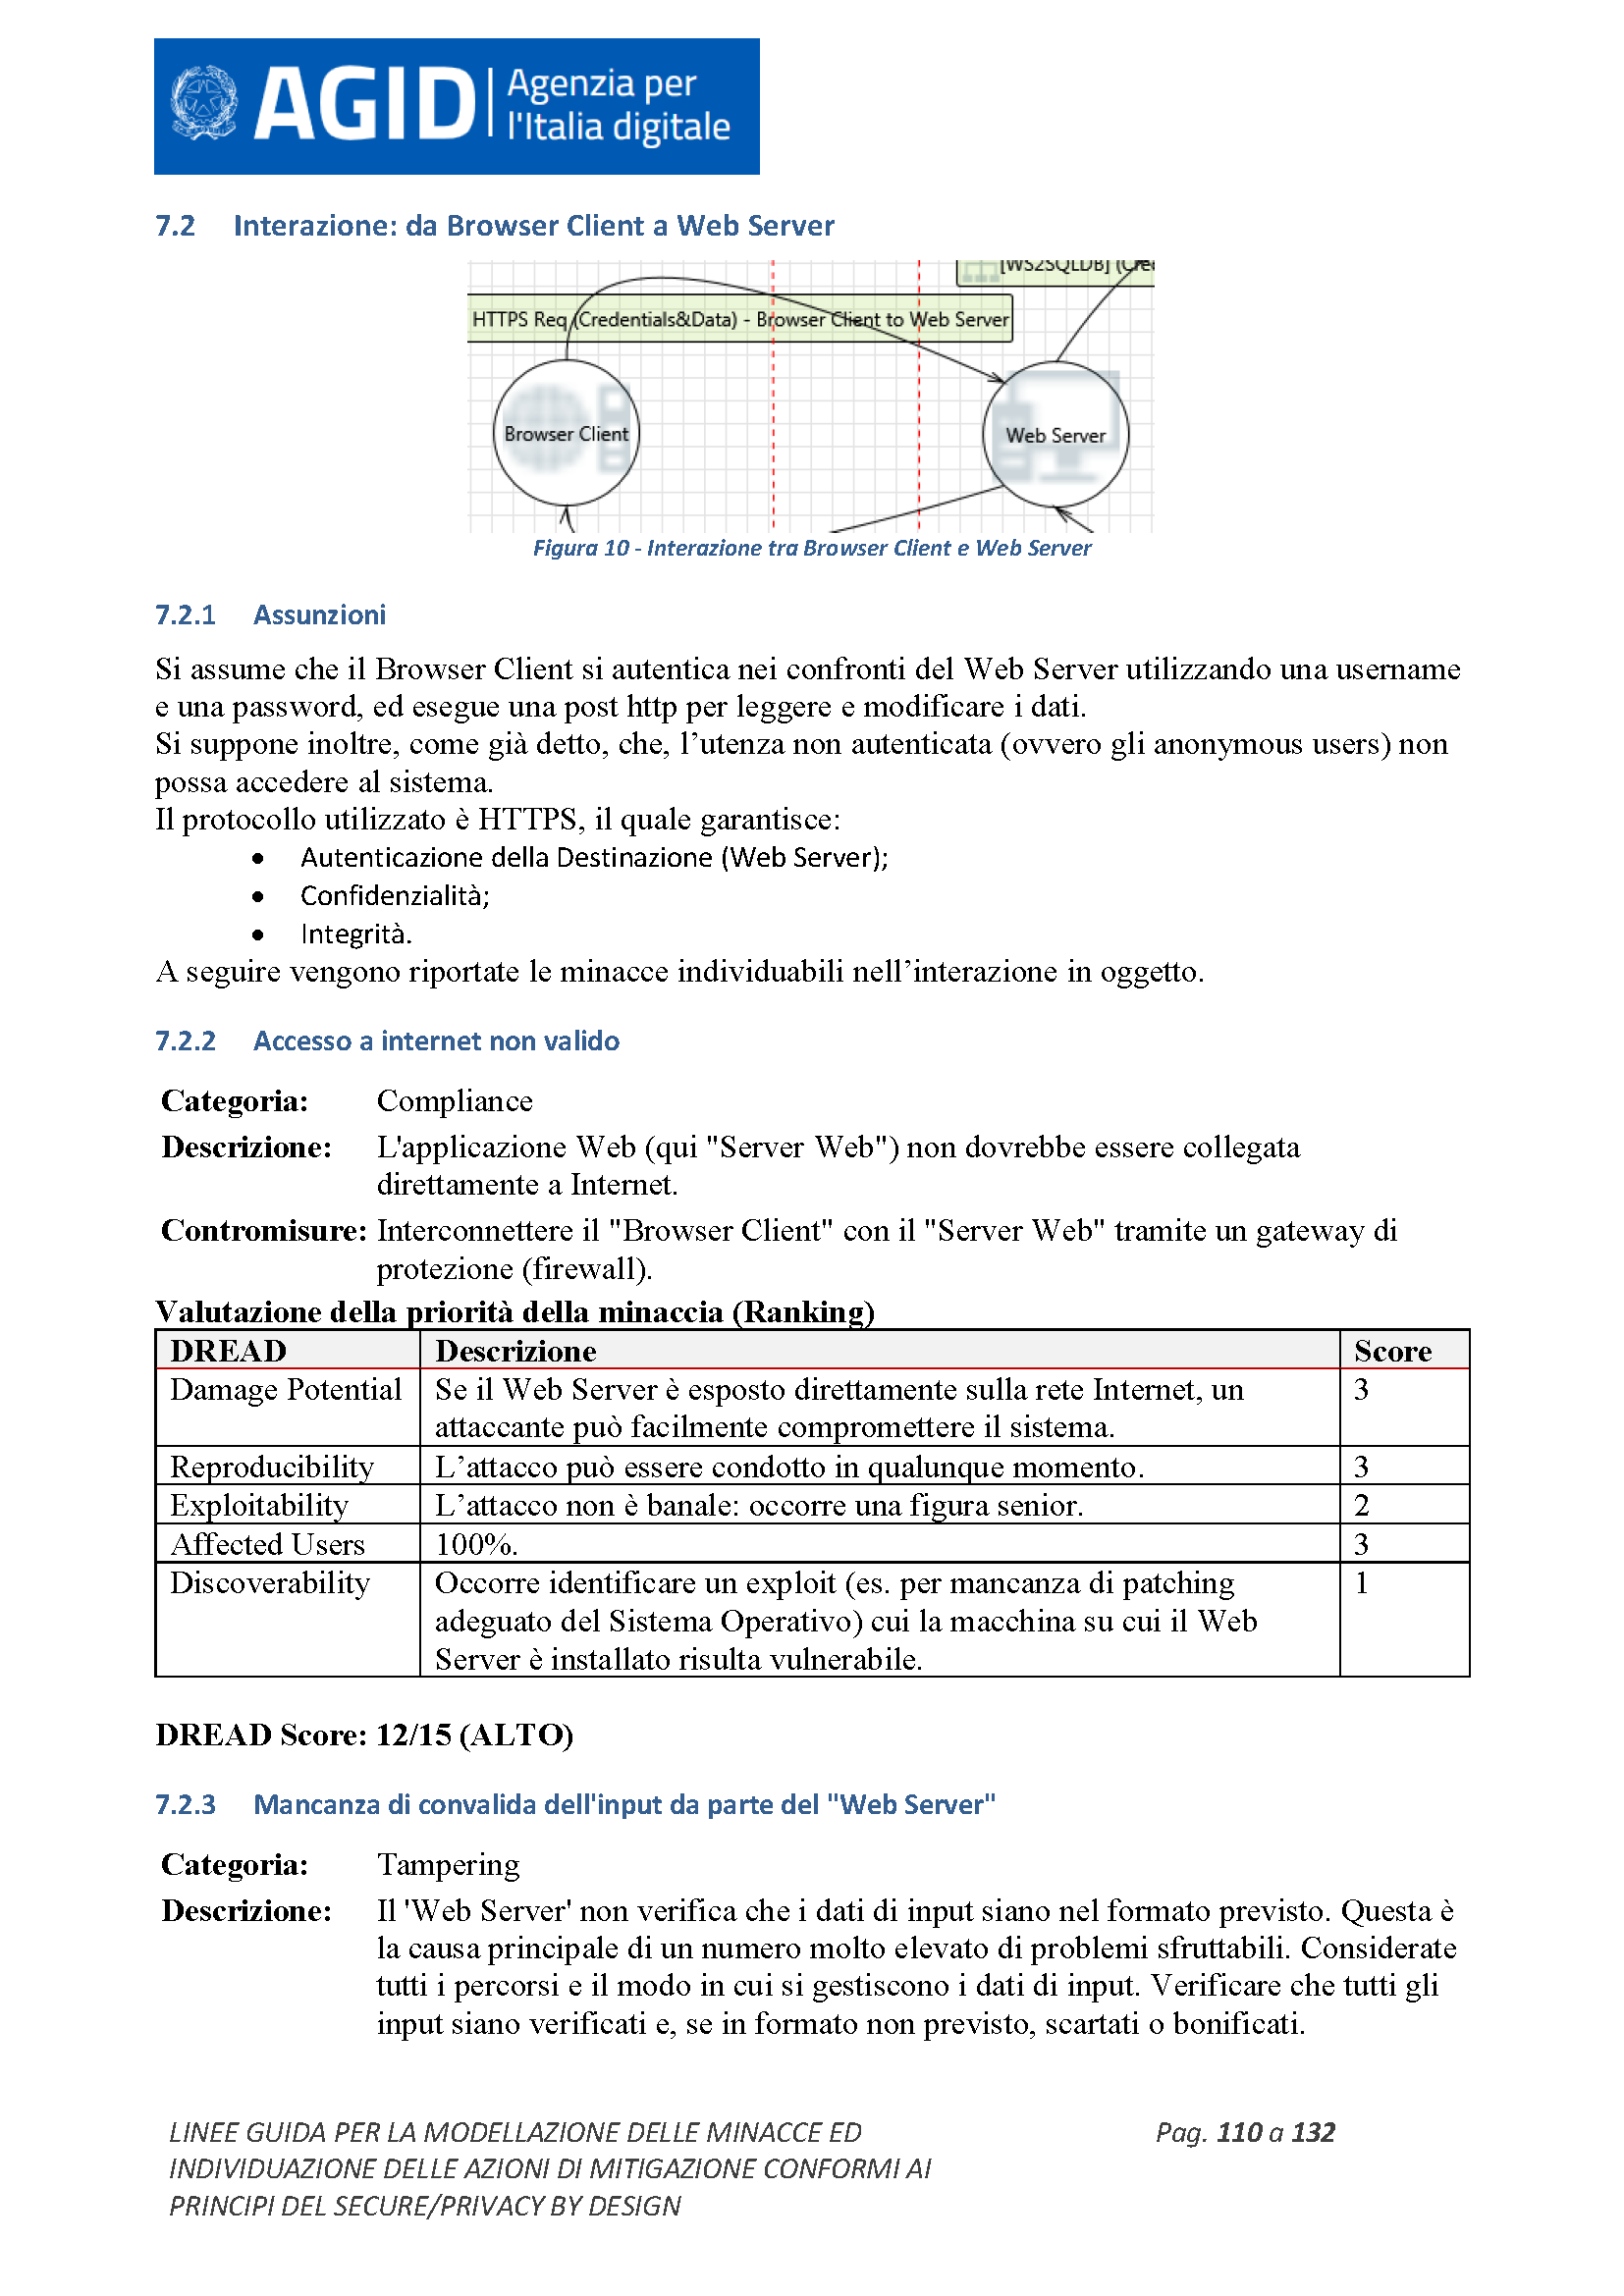 AGID Agenzia per
l'Italia digitale
7.2 Interazione: da Browser Client a Web Server
[WS2SQLDB]
HTTPS Req (Credentials&Data) - Browser Client to Web Server
Browser Client
Web Server
Figura 10 - Interazione tra Browser Client e Web Server
7.2.1 Assunzioni
Si assume che il Browser Client si autentica nei confronti del Web Server utilizzando una username
e una password, ed esegue una post http per leggere e modificare i dati.
Si suppone inoltre, come già detto, che, l’utenza non autenticata (ovvero gli anonymous users) non
possa accedere al sistema.
Il protocollo utilizzato è HTTPS, il quale garantisce:
• Autenticazione della Destinazione (Web Server);
• Confidenzialità;
• Integrità.
A seguire vengono riportate le minacce individuabili nell’interazione in oggetto.
7.2.2 Accesso a internet non valido
Categoria: Compliance
Descrizione: L'applicazione Web (qui "Server Web") non dovrebbe essere collegata
direttamente a Internet.
Contromisure: Interconnettere il "Browser Client" con il "Server Web" tramite un gateway di
protezione (firewall).
Valutazione della priorità della minaccia (Ranking)
DREAD Descrizione Score
Damage Potential Se il Web Server è esposto direttamente sulla rete Internet, un 3
attaccante può facilmente compromettere il sistema.
Reproducibility L’attacco può essere condotto in qualunque momento. 3
Exploitability L’attacco non è banale: occorre una figura senior. 2
Affected Users 100%. 3
Discoverability Occorre identificare un exploit (es. per mancanza di patching 1
adeguato del Sistema Operativo) cui la macchina su cui il Web
Server è installato risulta vulnerabile.
DREAD Score: 12/15 (ALTO)
7.2.3 Mancanza di convalida dell'input da parte del "Web Server"
Categoria: Tampering
Descrizione: Il 'Web Server' non verifica che i dati di input siano nel formato previsto. Questa è
la causa principale di un numero molto elevato di problemi sfruttabili. Considerate
tutti i percorsi e il modo in cui si gestiscono i dati di input. Verificare che tutti gli
input siano verificati e, se in formato non previsto, scartati o bonificati.
LINEE GUIDA PER LA MODELLAZIONE DELLE MINACCE ED Pag. 110 a 132
INDIVIDUAZIONE DELLE AZIONI DI MITIGAZIONE CONFORMI AI
PRINCIPI DEL SECURE/PRIVACY BY DESIGN